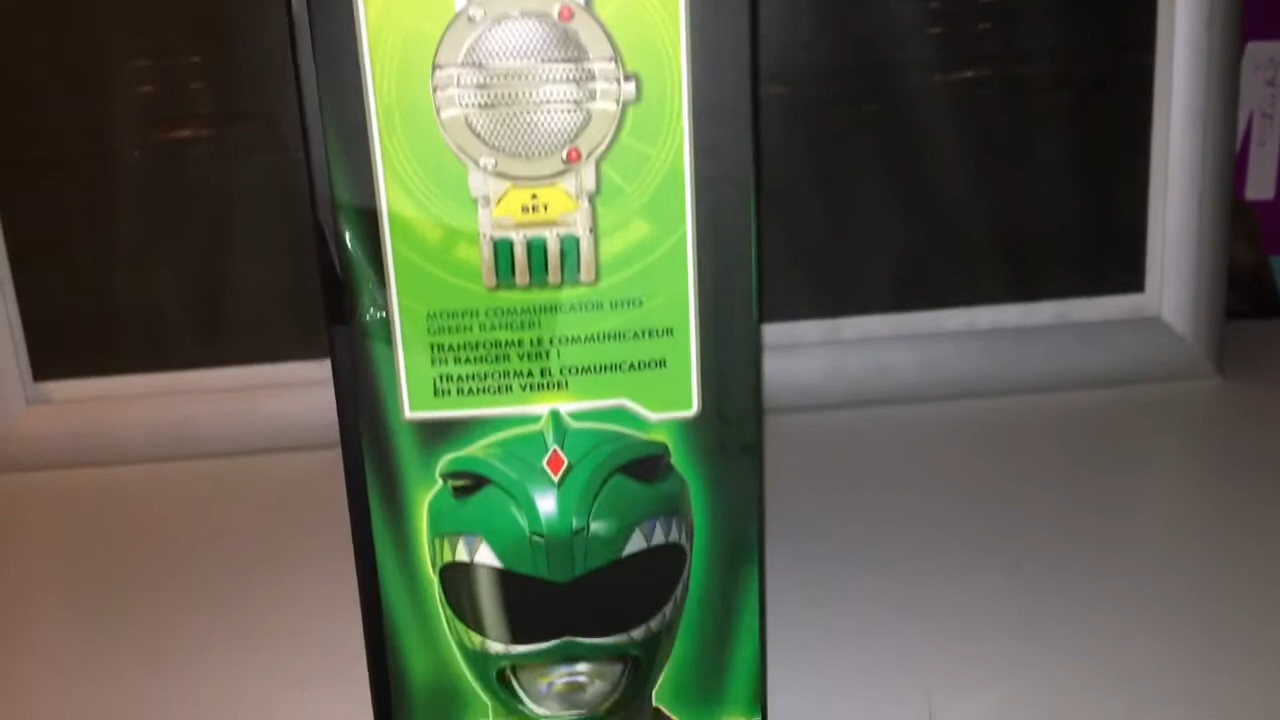 SET
MORPH COMMUNICATOR INTO
GREEN RANGER!
TRANSFORME LE COMMUNICATEUR
EN RANGER VERT !
¡TRANSFORMA EL COMUNICADOR
EN RANGER VERDE!